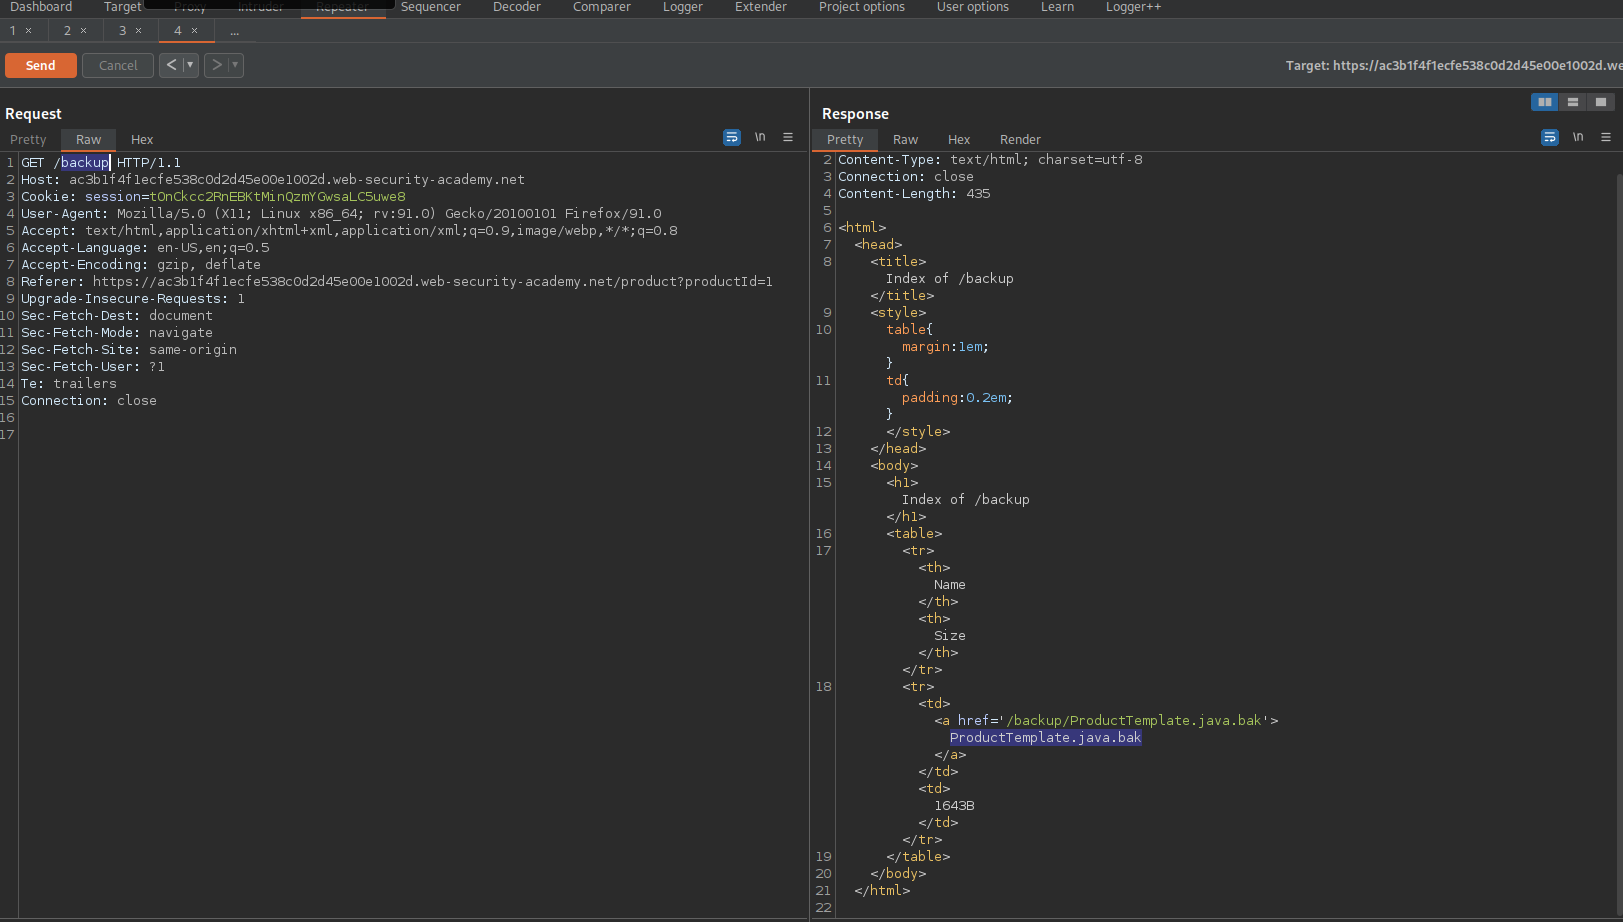 Dashboard Target Proxy Intruder Repeater Sequencer Decoder Comparer Logger Extender Project options User options Learn Logger++
1 × 2 × 3 × 4 × ...
Send Cancel < ▾ > ▾ Target: https://ac3b1f4f1ecfe538c0d2d45e00e1002d.we
Request
Pretty Raw Hex \n
1 GET /backup HTTP/1.1
2 Host: ac3b1f4f1ecfe538c0d2d45e00e1002d.web-security-academy.net
3 Cookie: session=tOnCkcc2RnEBKtMinQzmYGwsaLC5uwe8
4 User-Agent: Mozilla/5.0 (X11; Linux x86_64; rv:91.0) Gecko/20100101 Firefox/91.0
5 Accept: text/html,application/xhtml+xml,application/xml;q=0.9,image/webp,*/*;q=0.8
6 Accept-Language: en-US,en;q=0.5
7 Accept-Encoding: gzip, deflate
8 Referer: https://ac3b1f4f1ecfe538c0d2d45e00e1002d.web-security-academy.net/product?productId=1
9 Upgrade-Insecure-Requests: 1
10 Sec-Fetch-Dest: document
11 Sec-Fetch-Mode: navigate
12 Sec-Fetch-Site: same-origin
13 Sec-Fetch-User: ?1
14 Te: trailers
15 Connection: close
16
17
Response
Pretty Raw Hex Render \n
2 Content-Type: text/html; charset=utf-8
3 Connection: close
4 Content-Length: 435
5
6 <html>
7 <head>
8 <title>
Index of /backup
</title>
9 <style>
10 table{
margin:1em;
}
11 td{
padding:0.2em;
}
12 </style>
13 </head>
14 <body>
15 <h1>
Index of /backup
</h1>
16 <table>
17 <tr>
<th>
Name
</th>
<th>
Size
</th>
</tr>
18 <tr>
<td>
<a href='/backup/ProductTemplate.java.bak'>
ProductTemplate.java.bak
</a>
</td>
<td>
1643B
</td>
</tr>
19 </table>
20 </body>
21 </html>
22